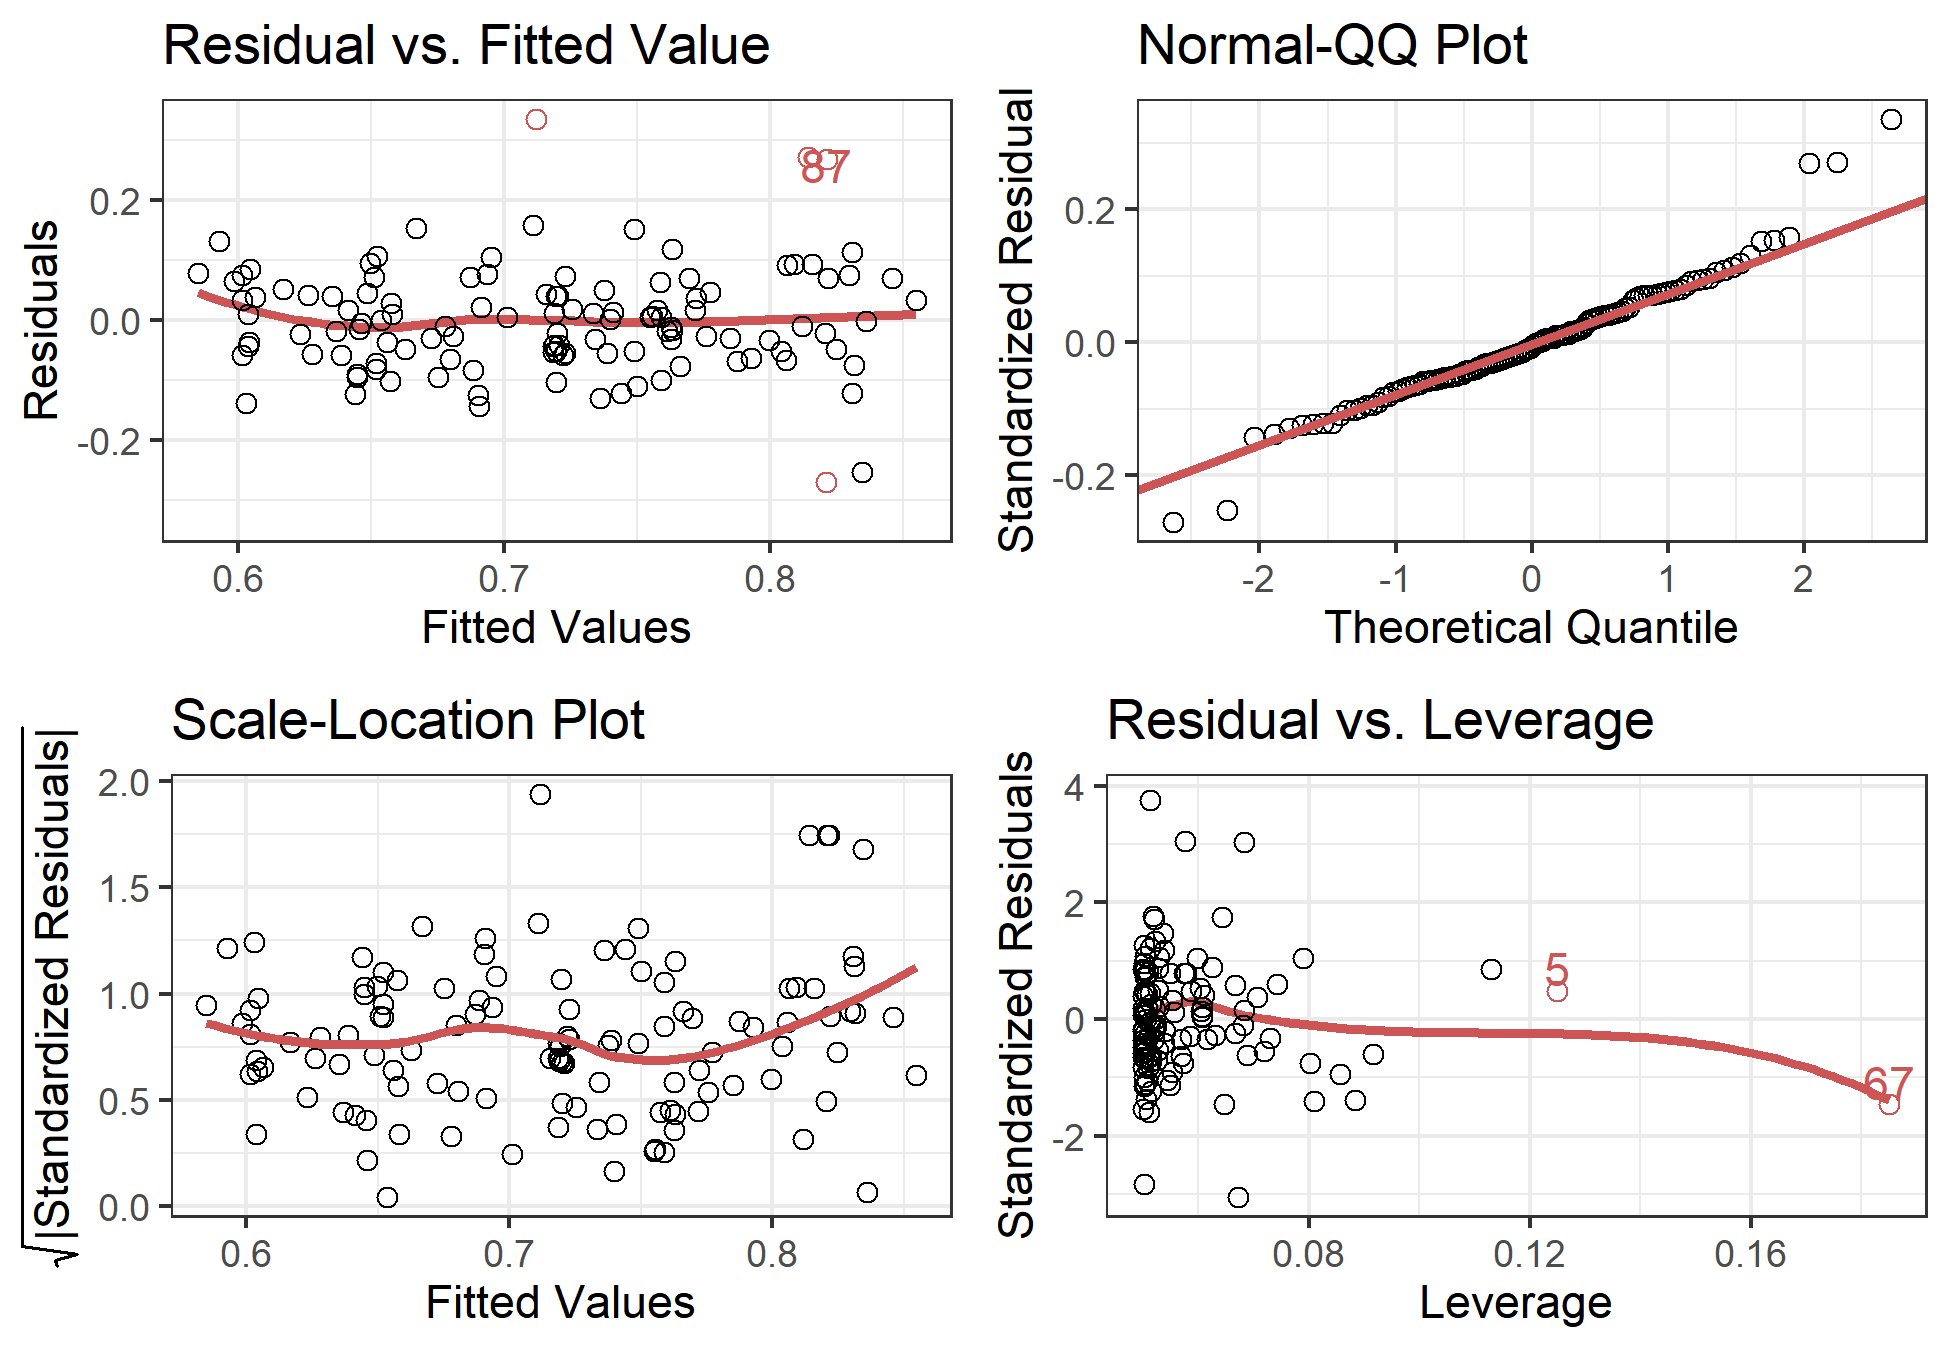 Residual vs. Fitted Value
Residuals
0.2
0.0
-0.2
87
0.6 0.7 0.8
Fitted Values
Normal-QQ Plot
Standardized Residual
0.2
0.0
-0.2
-2 -1 0 1 2
Theoretical Quantile
Scale-Location Plot
√|Standardized Residuals|
2.0
1.5
1.0
0.5
0.0
0.6 0.7 0.8
Fitted Values
Residual vs. Leverage
Standardized Residuals
4
2
0
-2
5
67
0.08 0.12 0.16
Leverage